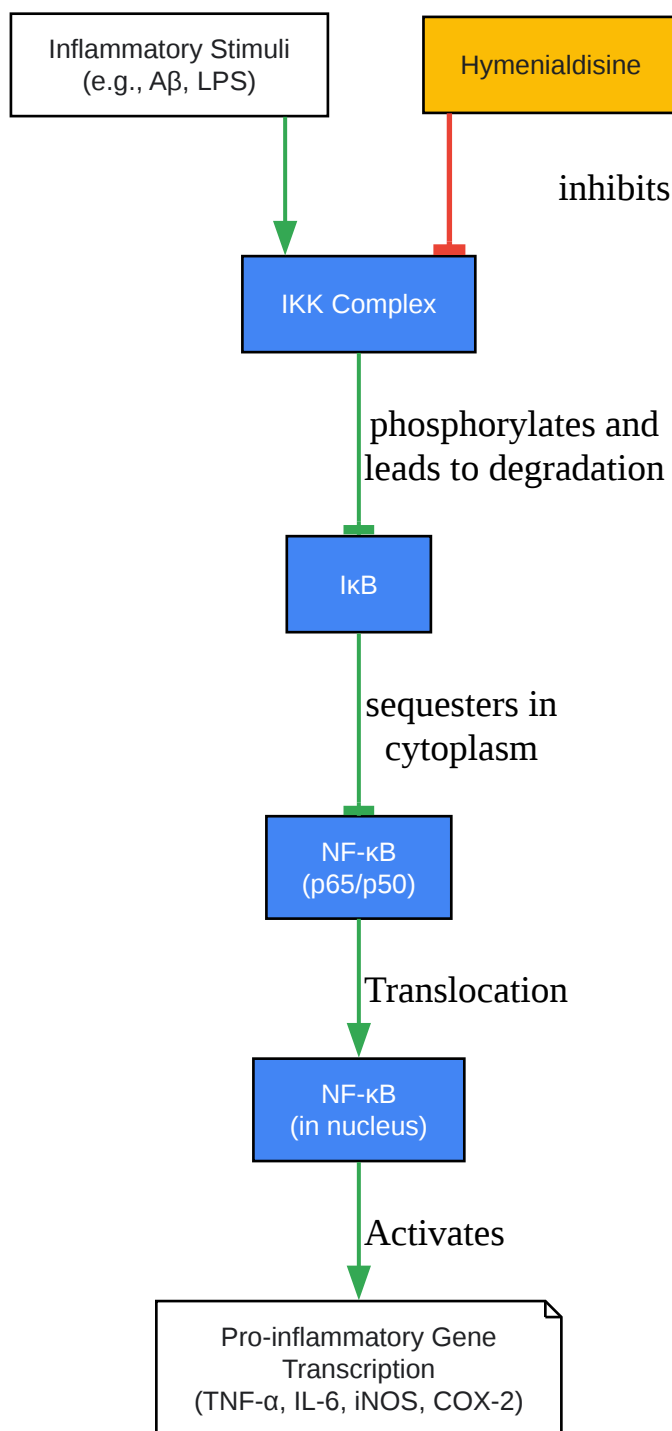 Inflammatory Stimuli
(e.g., Aβ, LPS)
Hymenialdisine
inhibits
IKK Complex
phosphorylates and
leads to degradation
IκB
sequesters in
cytoplasm
NF-κB
(p65/p50)
Translocation
NF-κB
(in nucleus)
Activates
Pro-inflammatory Gene
Transcription
(TNF-α, IL-6, iNOS, COX-2)